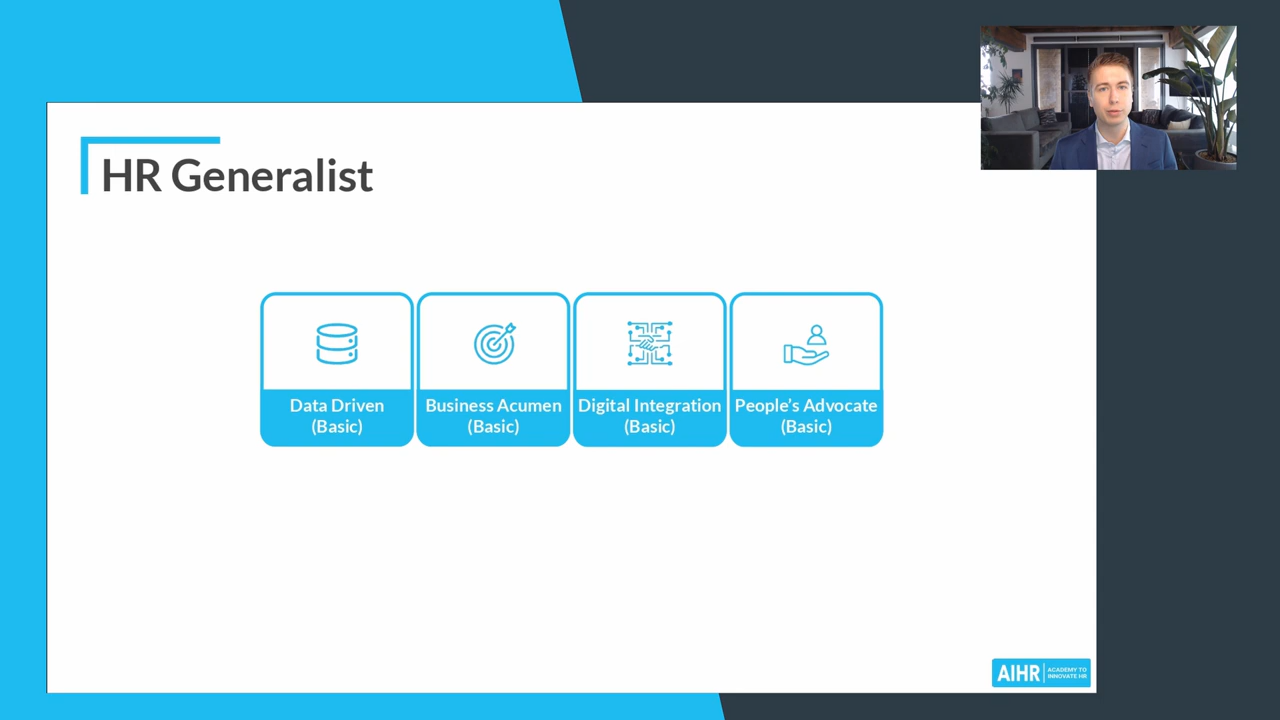 HR Generalist
Data Driven
(Basic)
Business Acumen
(Basic)
Digital Integration
(Basic)
People’s Advocate
(Basic)
AIHR
ACADEMY TO
INNOVATE HR